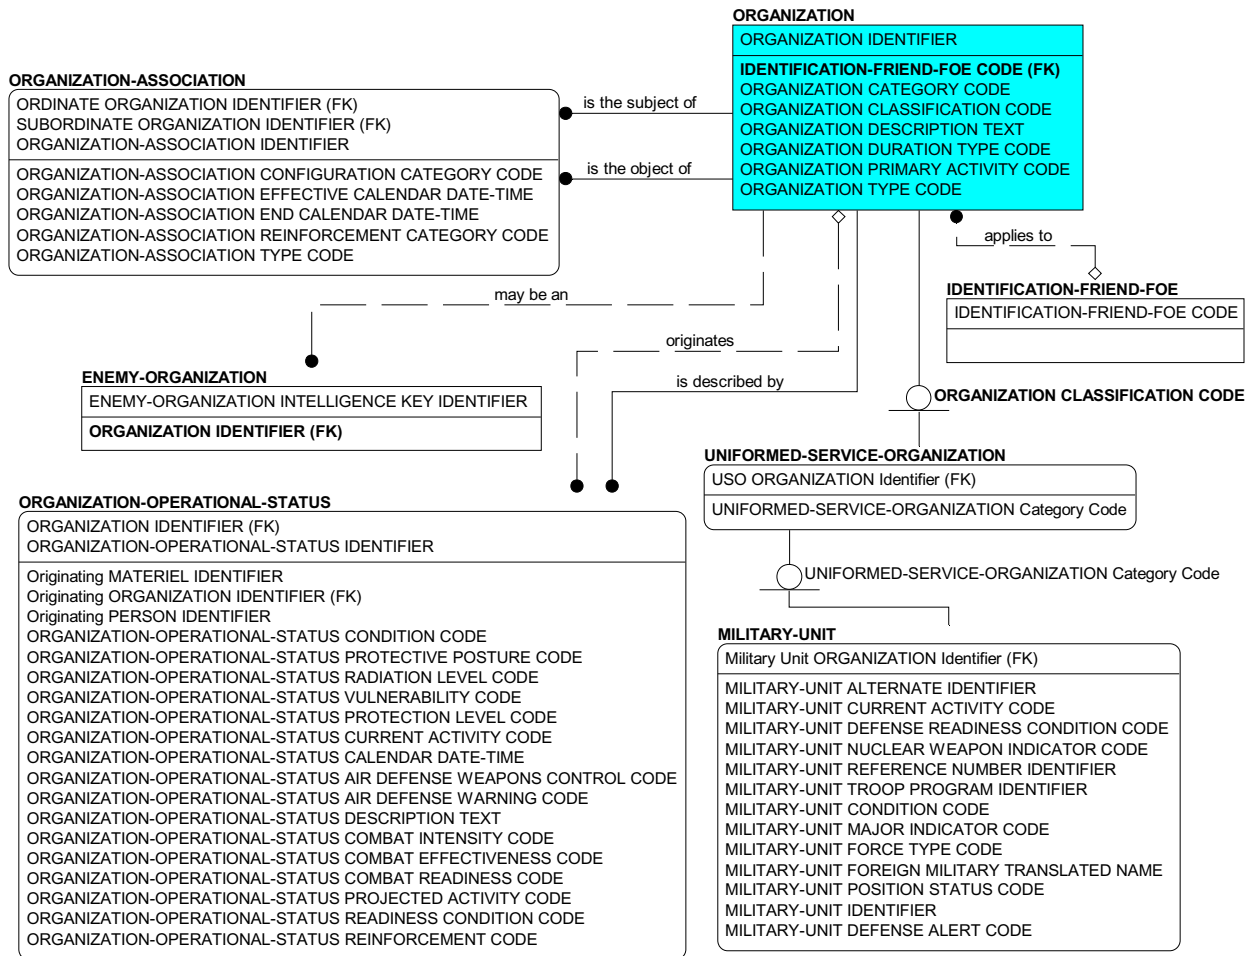 ORGANIZATION
ORGANIZATION IDENTIFIER
IDENTIFICATION-FRIEND-FOE CODE (FK)
ORGANIZATION CATEGORY CODE
ORGANIZATION CLASSIFICATION CODE
ORGANIZATION DESCRIPTION TEXT
ORGANIZATION DURATION TYPE CODE
ORGANIZATION PRIMARY ACTIVITY CODE
ORGANIZATION TYPE CODE
ORGANIZATION-ASSOCIATION
ORDINATE ORGANIZATION IDENTIFIER (FK)
SUBORDINATE ORGANIZATION IDENTIFIER (FK)
ORGANIZATION-ASSOCIATION IDENTIFIER
ORGANIZATION-ASSOCIATION CONFIGURATION CATEGORY CODE
ORGANIZATION-ASSOCIATION EFFECTIVE CALENDAR DATE-TIME
ORGANIZATION-ASSOCIATION END CALENDAR DATE-TIME
ORGANIZATION-ASSOCIATION REINFORCEMENT CATEGORY CODE
ORGANIZATION-ASSOCIATION TYPE CODE
is the subject of
is the object of
applies to
IDENTIFICATION-FRIEND-FOE
IDENTIFICATION-FRIEND-FOE CODE
may be an
originates
is described by
ENEMY-ORGANIZATION
ENEMY-ORGANIZATION INTELLIGENCE KEY IDENTIFIER
ORGANIZATION IDENTIFIER (FK)
ORGANIZATION CLASSIFICATION CODE
UNIFORMED-SERVICE-ORGANIZATION
USO ORGANIZATION Identifier (FK)
UNIFORMED-SERVICE-ORGANIZATION Category Code
UNIFORMED-SERVICE-ORGANIZATION Category Code
ORGANIZATION-OPERATIONAL-STATUS
ORGANIZATION IDENTIFIER (FK)
ORGANIZATION-OPERATIONAL-STATUS IDENTIFIER
Originating MATERIEL IDENTIFIER
Originating ORGANIZATION IDENTIFIER (FK)
Originating PERSON IDENTIFIER
ORGANIZATION-OPERATIONAL-STATUS CONDITION CODE
ORGANIZATION-OPERATIONAL-STATUS PROTECTIVE POSTURE CODE
ORGANIZATION-OPERATIONAL-STATUS RADIATION LEVEL CODE
ORGANIZATION-OPERATIONAL-STATUS VULNERABILITY CODE
ORGANIZATION-OPERATIONAL-STATUS PROTECTION LEVEL CODE
ORGANIZATION-OPERATIONAL-STATUS CURRENT ACTIVITY CODE
ORGANIZATION-OPERATIONAL-STATUS CALENDAR DATE-TIME
ORGANIZATION-OPERATIONAL-STATUS AIR DEFENSE WEAPONS CONTROL CODE
ORGANIZATION-OPERATIONAL-STATUS AIR DEFENSE WARNING CODE
ORGANIZATION-OPERATIONAL-STATUS DESCRIPTION TEXT
ORGANIZATION-OPERATIONAL-STATUS COMBAT INTENSITY CODE
ORGANIZATION-OPERATIONAL-STATUS COMBAT EFFECTIVENESS CODE
ORGANIZATION-OPERATIONAL-STATUS COMBAT READINESS CODE
ORGANIZATION-OPERATIONAL-STATUS PROJECTED ACTIVITY CODE
ORGANIZATION-OPERATIONAL-STATUS READINESS CONDITION CODE
ORGANIZATION-OPERATIONAL-STATUS REINFORCEMENT CODE
MILITARY-UNIT
Military Unit ORGANIZATION Identifier (FK)
MILITARY-UNIT ALTERNATE IDENTIFIER
MILITARY-UNIT CURRENT ACTIVITY CODE
MILITARY-UNIT DEFENSE READINESS CONDITION CODE
MILITARY-UNIT NUCLEAR WEAPON INDICATOR CODE
MILITARY-UNIT REFERENCE NUMBER IDENTIFIER
MILITARY-UNIT TROOP PROGRAM IDENTIFIER
MILITARY-UNIT CONDITION CODE
MILITARY-UNIT MAJOR INDICATOR CODE
MILITARY-UNIT FORCE TYPE CODE
MILITARY-UNIT FOREIGN MILITARY TRANSLATED NAME
MILITARY-UNIT POSITION STATUS CODE
MILITARY-UNIT IDENTIFIER
MILITARY-UNIT DEFENSE ALERT CODE